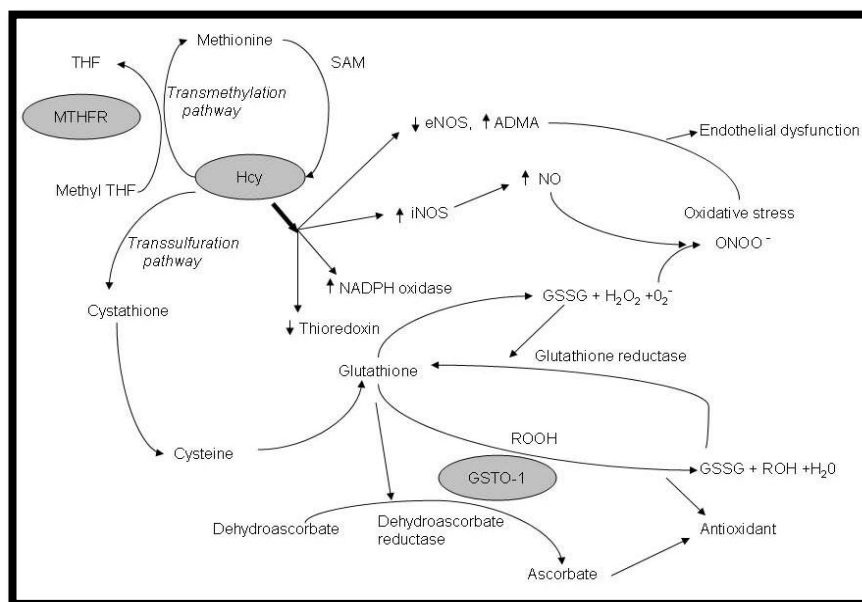 Methionine
THF
SAM
Transmethylation
pathway
MTHFR
↓ eNOS, ↑ ADMA
Endothelial dysfunction
Hcy
Methyl THF
↑ NO
↑ iNOS
Oxidative stress
Transsulfuration
pathway
ONOO⁻
↑ NADPH oxidase
GSSG + H₂O₂ +0₂⁻
Cystathione
↓ Thioredoxin
Glutathione reductase
Glutathione
ROOH
Cysteine
GSSG + ROH +H₂0
GSTO-1
Dehydroascorbate
Dehydroascorbate
reductase
Antioxidant
Ascorbate